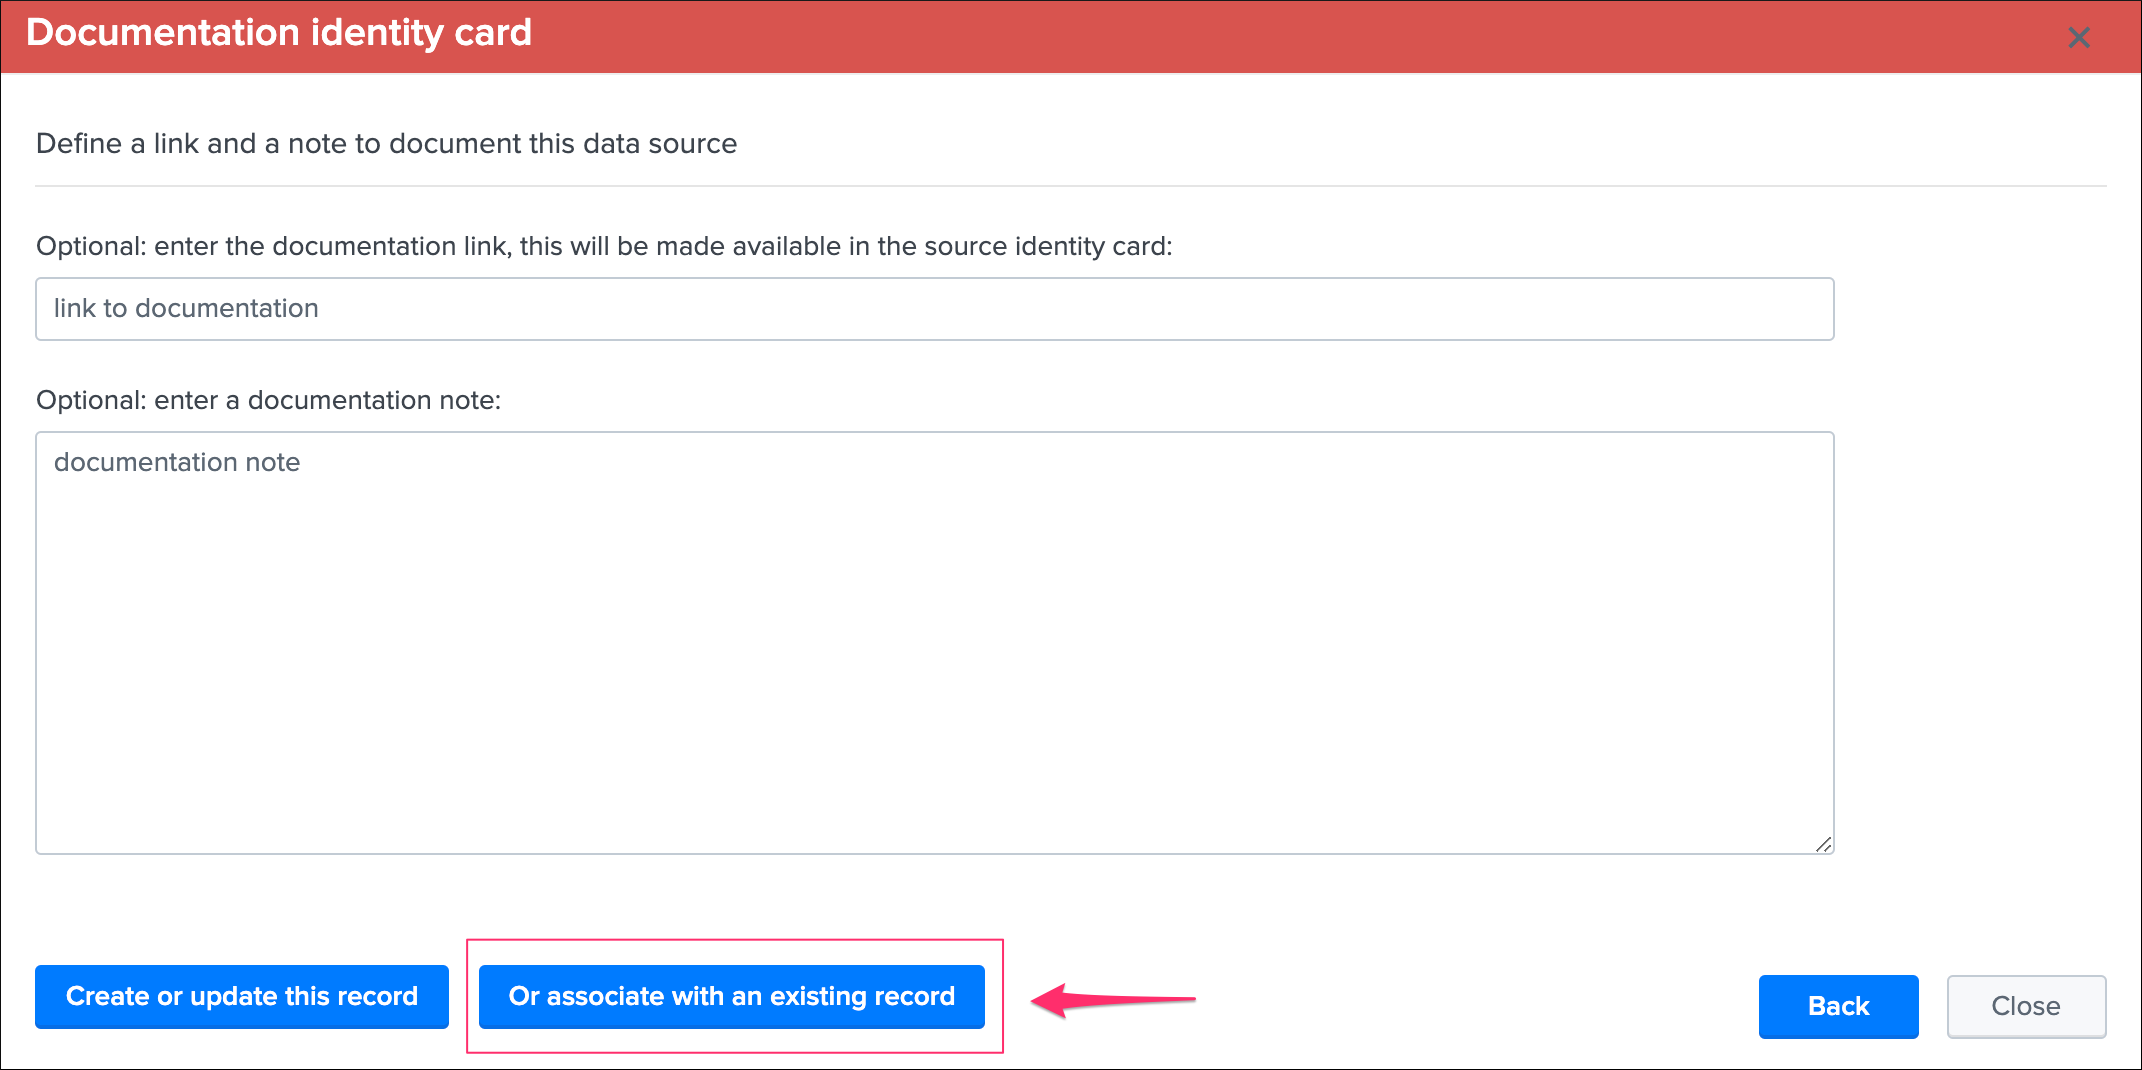 Documentation identity card
Define a link and a note to document this data source
Optional: enter the documentation link, this will be made available in the source identity card:
link to documentation
Optional: enter a documentation note:
documentation note
Create or update this record
Or associate with an existing record
Back
Close